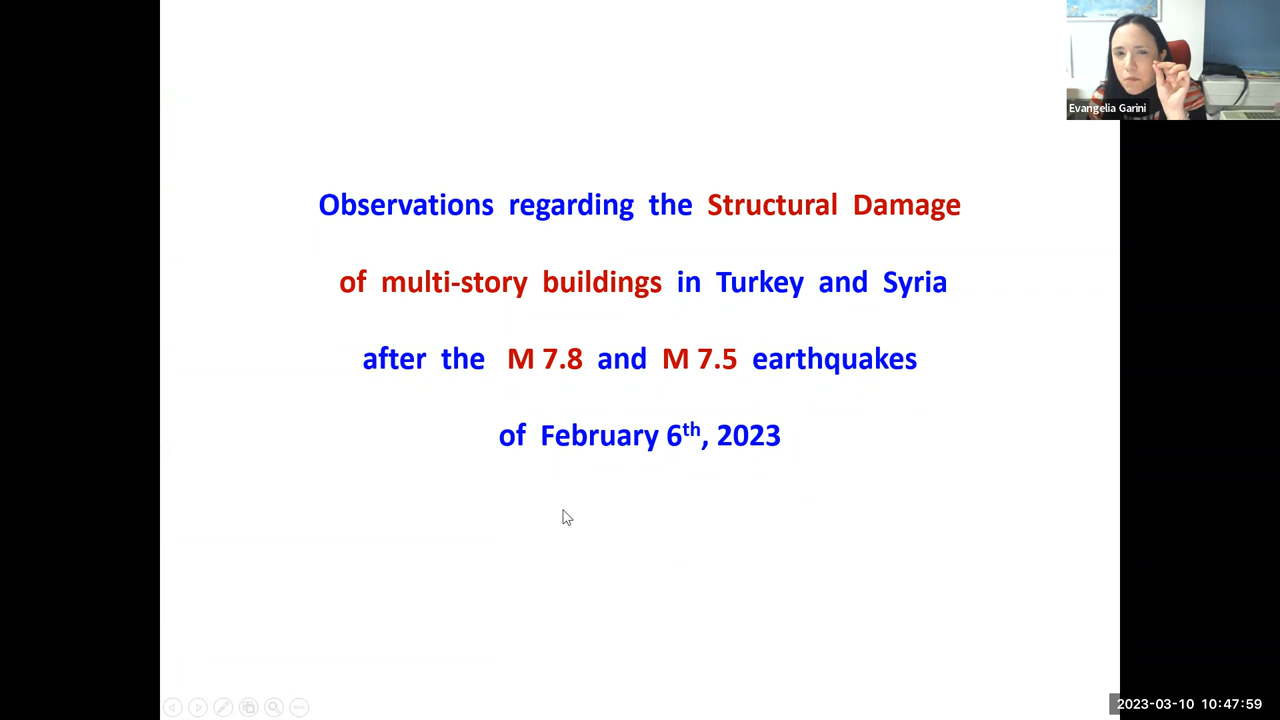 Evangelia Garini
Observations regarding the Structural Damage
of multi-story buildings in Turkey and Syria
after the M 7.8 and M 7.5 earthquakes
of February 6th, 2023
2023-03-10 10:47:59